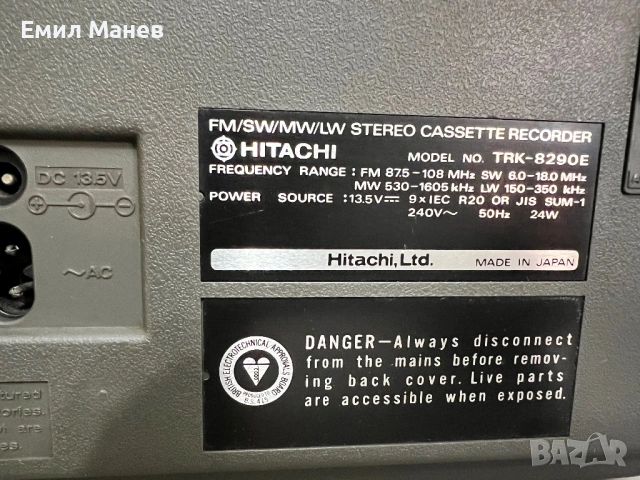 Емил Манев
FM/SW/MW/LW STEREO CASSETTE RECORDER
HITACHI MODEL NO. TRK-8290E
FREQUENCY RANGE : FM 87.5 - 108 MHz SW 6.0 - 18.0 MHz
MW 530 - 1605 kHz LW 150 - 350 kHz
POWER SOURCE : 13.5V⎓ 9 x IEC R20 OR JIS SUM-1
240V～ 50Hz 24W
Hitachi, Ltd. MADE IN JAPAN
DC 13.5V
～AC
DANGER—Always disconnect
from the mains before remov-
ing back cover. Live parts
are accessible when exposed.
BRITISH ELECTROTECHNICAL APPROVALS BOARD
B.S. 415
BAZAR